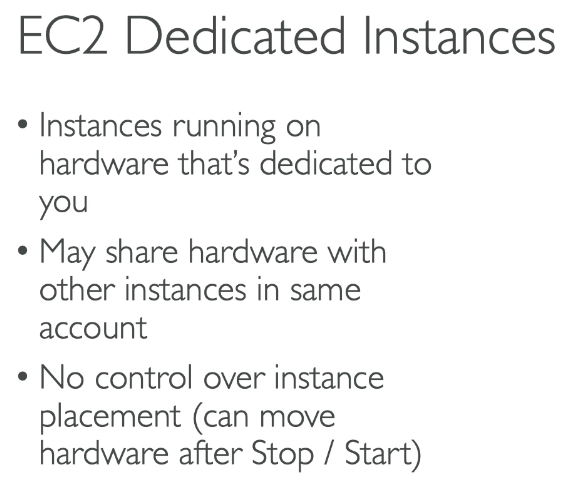 EC2 Dedicated Instances
• Instances running on
hardware that’s dedicated to
you
• May share hardware with
other instances in same
account
• No control over instance
placement (can move
hardware after Stop / Start)